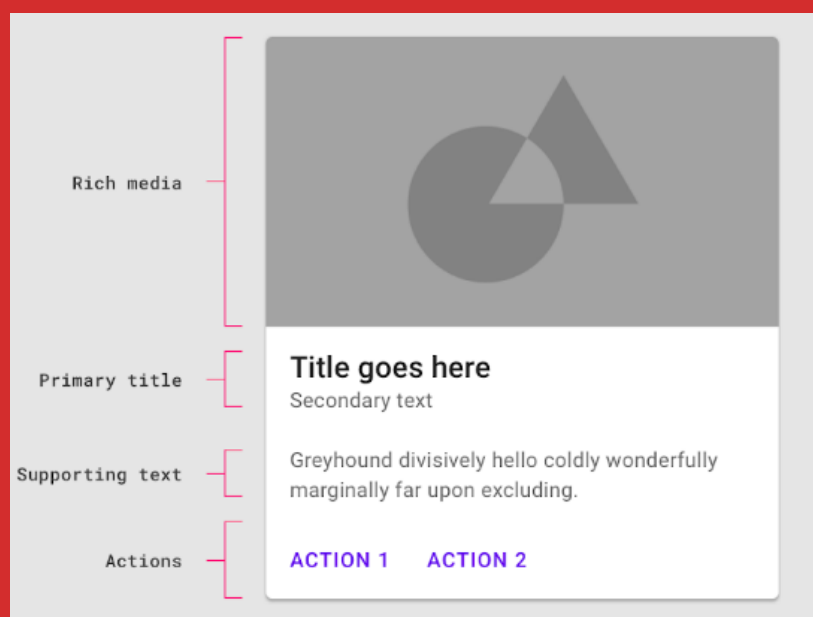 Rich media
Primary title
Title goes here
Secondary text
Supporting text
Greyhound divisively hello coldly wonderfully
marginally far upon excluding.
Actions
ACTION 1 ACTION 2